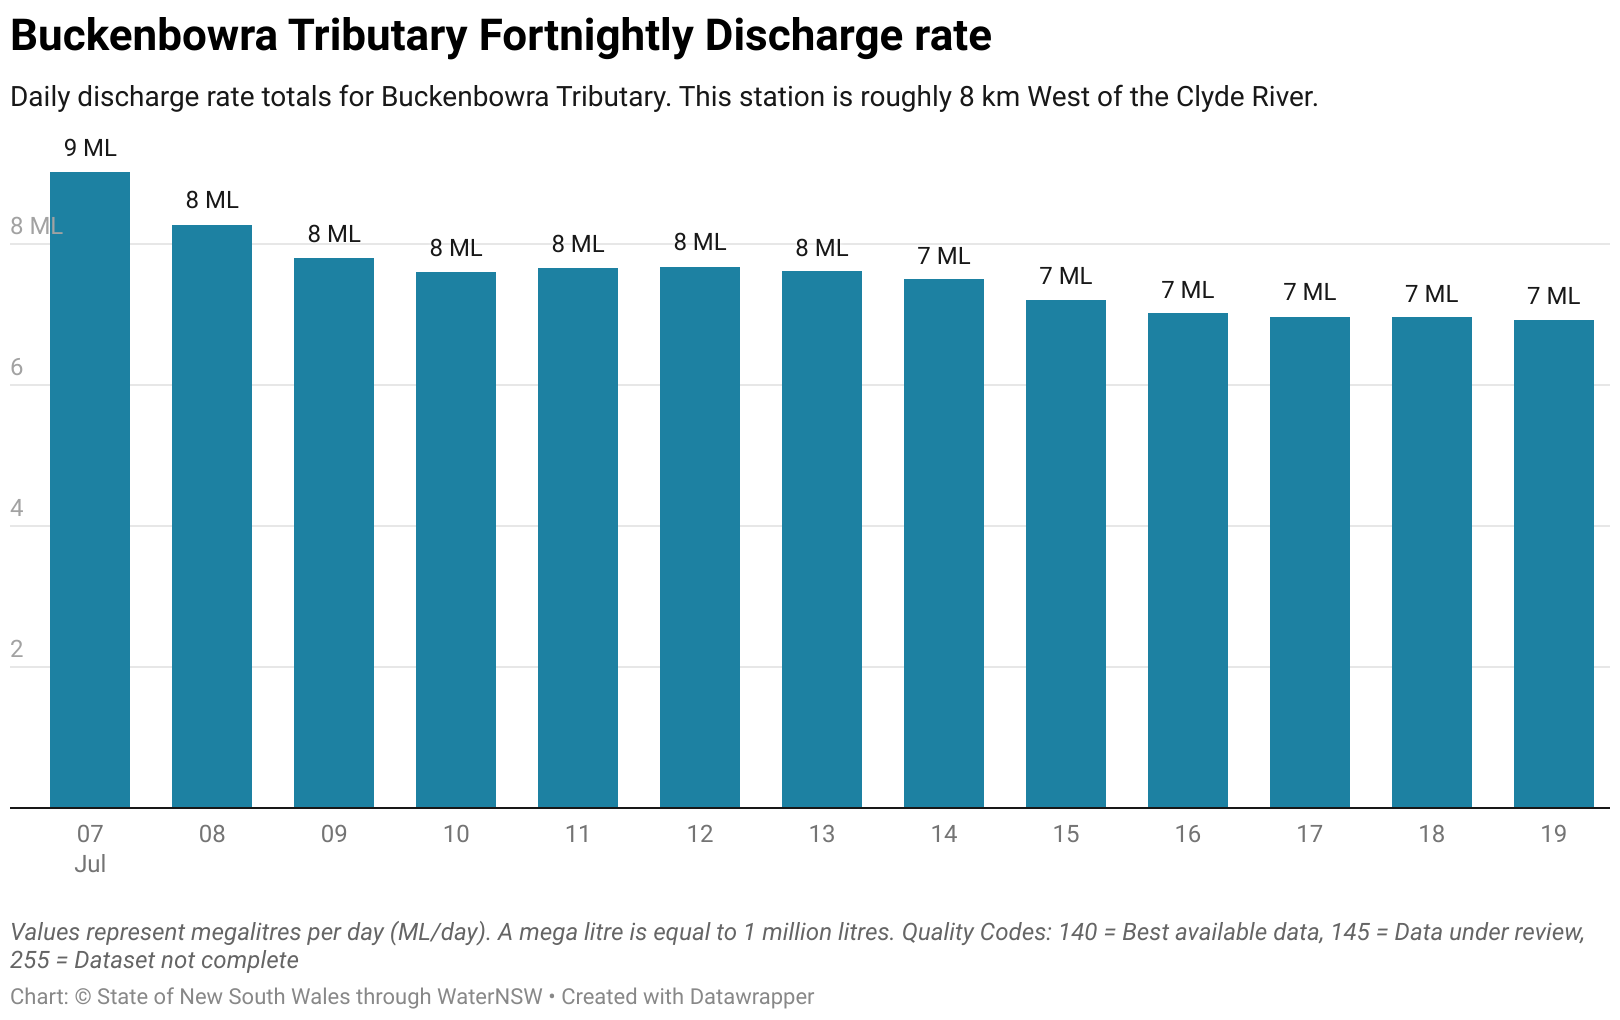 Buckenbowra Tributary Fortnightly Discharge rate
Daily discharge rate totals for Buckenbowra Tributary. This station is roughly 8 km West of the Clyde River.
9 ML
8 ML
8 ML
8 ML
8 ML
8 ML
8 ML
7 ML
7 ML
7 ML
7 ML
7 ML
7 ML
8 ML
6
4
2
07 08 09 10 11 12 13 14 15 16 17 18 19
Jul
Values represent megalitres per day (ML/day). A mega litre is equal to 1 million litres. Quality Codes: 140 = Best available data, 145 = Data under review,
255 = Dataset not complete
Chart: © State of New South Wales through WaterNSW • Created with Datawrapper